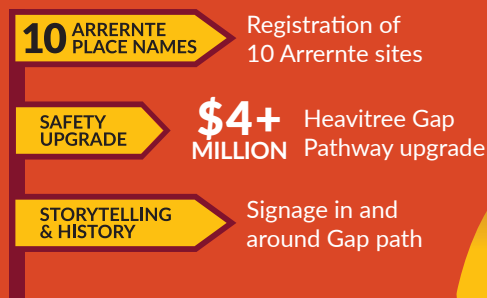 10 ARRERNTE
PLACE NAMES
Registration of
10 Arrernte sites
SAFETY
UPGRADE
$4+
MILLION
Heavitree Gap
Pathway upgrade
STORYTELLING
& HISTORY
Signage in and
around Gap path